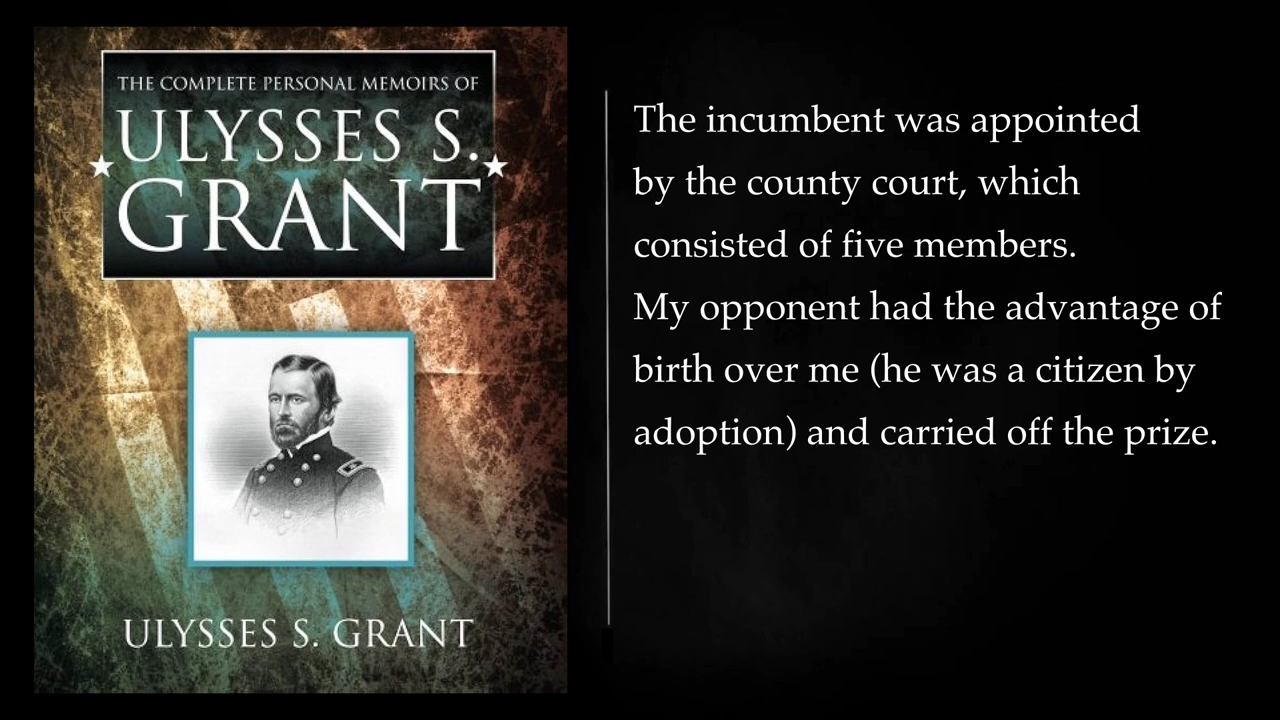 THE COMPLETE PERSONAL MEMOIRS OF
ULYSSES S.
GRANT
ULYSSES S. GRANT
The incumbent was appointed
by the county court, which
consisted of five members.
My opponent had the advantage of
birth over me (he was a citizen by
adoption) and carried off the prize.